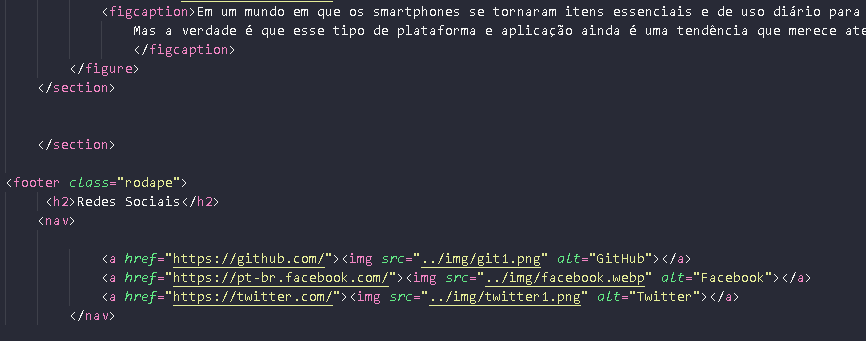 <figcaption>Em um mundo em que os smartphones se tornaram itens essenciais e de uso diário para
Mas a verdade é que esse tipo de plataforma e aplicação ainda é uma tendência que merece ate
</figcaption>
</figure>
</section>
</section>
<footer class="rodape">
<h2>Redes Sociais</h2>
<nav>
<a href="https://github.com/"><img src="../img/git1.png" alt="GitHub"></a>
<a href="https://pt-br.facebook.com/"><img src="../img/facebook.webp" alt="Facebook"></a>
<a href="https://twitter.com/"><img src="../img/twitter1.png" alt="Twitter"></a>
</nav>